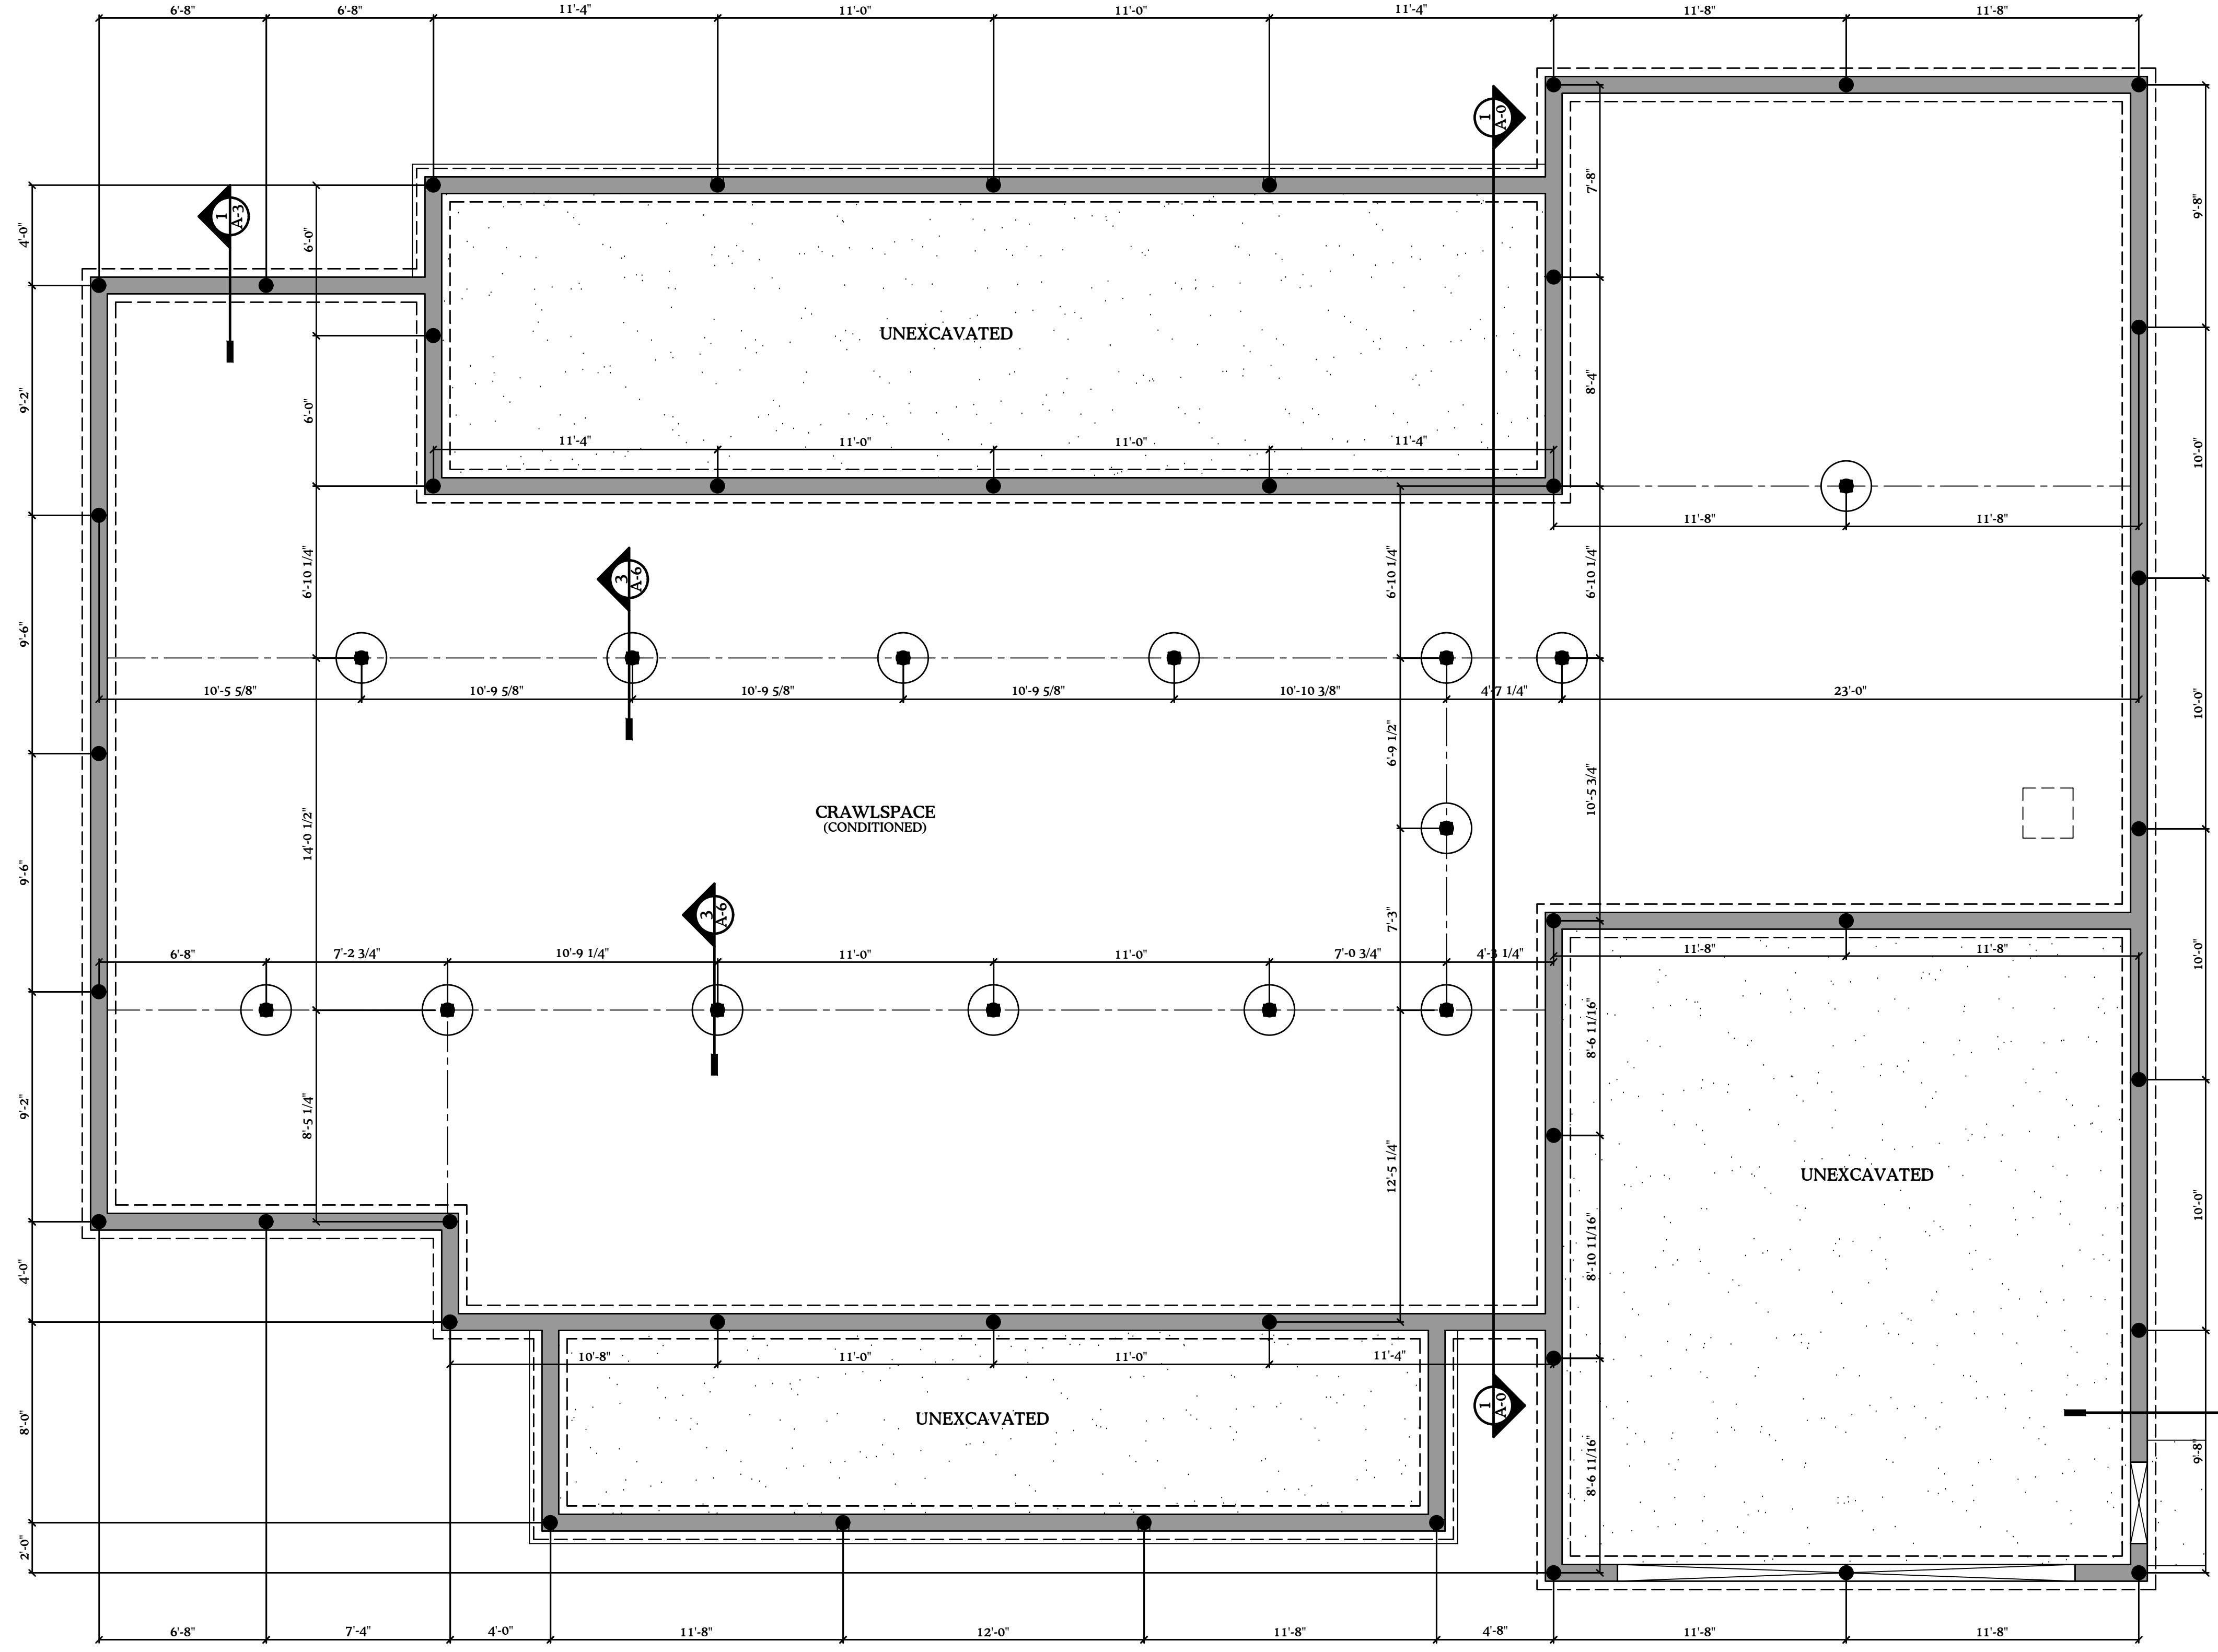 6'-8" 6'-8" 11'-4" 11'-0" 11'-0" 11'-4" 11'-8" 11'-8"
1
A-0
7'-8"
9'-8"
1
A-3
4'-0"
6'-0"
UNEXCAVATED
9'-2"
6'-0"
8'-4"
11'-4" 11'-0" 11'-0" 11'-4"
10'-0"
11'-8" 11'-8"
3
A-6
6'-10 1/4"
6'-10 1/4"
6'-10 1/4"
9'-6"
10'-5 5/8" 10'-9 5/8" 10'-9 5/8" 10'-9 5/8" 10'-10 3/8" 4'-7 1/4" 23'-0"
10'-0"
6'-9 1/2"
10'-5 3/4"
CRAWLSPACE
(CONDITIONED)
14'-0 1/2"
9'-6"
3
A-6
7'-3"
6'-8" 7'-2 3/4" 10'-9 1/4" 11'-0" 11'-0" 7'-0 3/4" 4'-3 1/4" 11'-8" 11'-8"
10'-0"
8'-6 11/16"
9'-2"
8'-5 1/4"
12'-5 1/4"
UNEXCAVATED
10'-0"
4'-0"
8'-10 11/16"
10'-8" 11'-0" 11'-0" 11'-4"
1
A-0
8'-0"
UNEXCAVATED
8'-6 11/16"
9'-8"
2'-0"
6'-8" 7'-4" 4'-0" 11'-8" 12'-0" 11'-8" 4'-8" 11'-8" 11'-8"